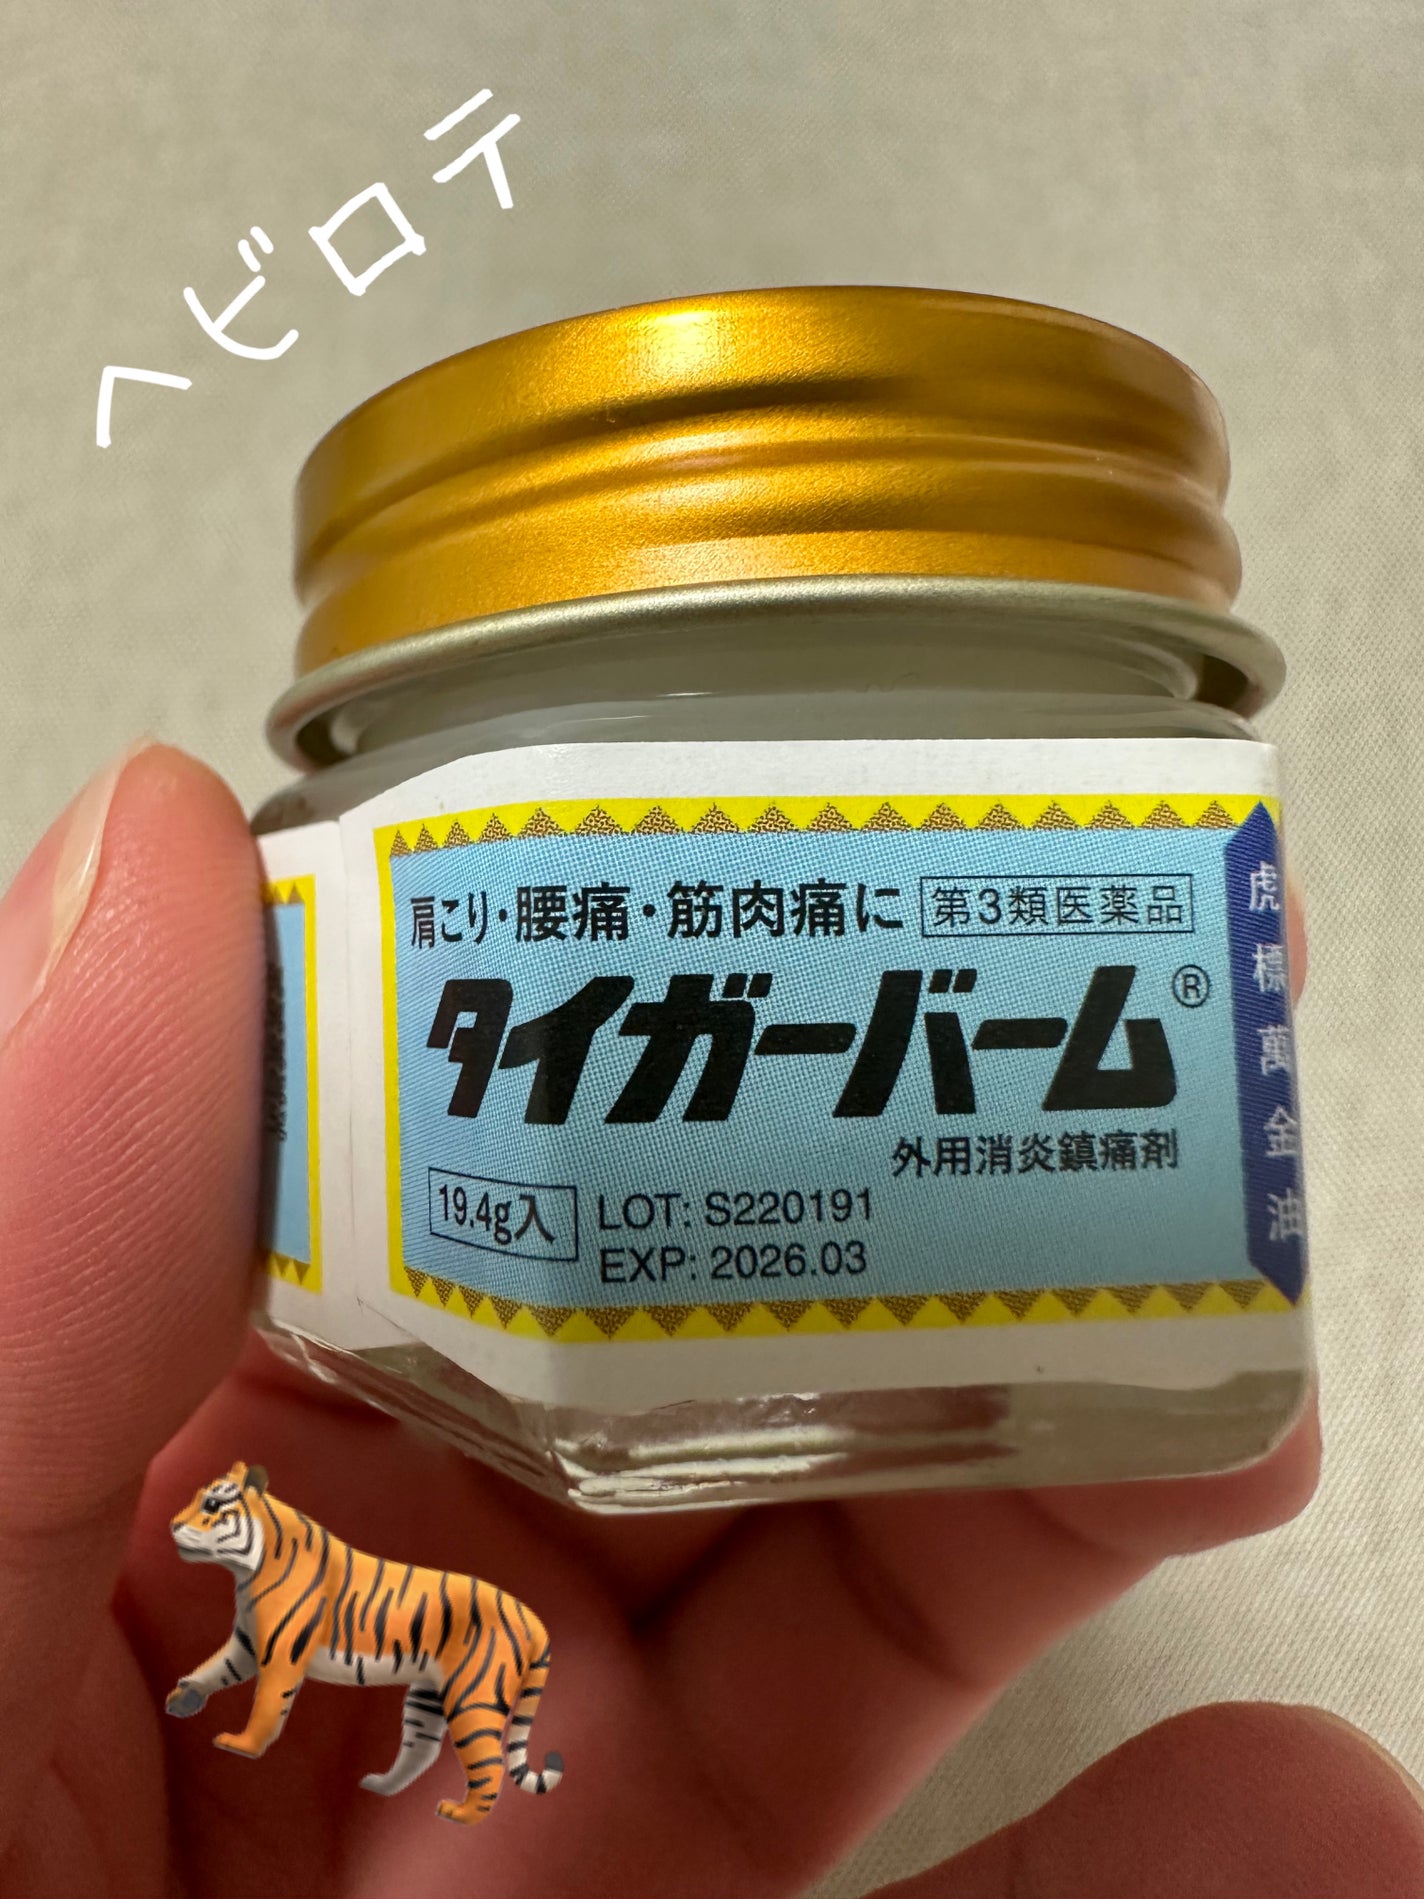 ヘビロテ
肩こり・腰痛・筋肉痛に 第3類医薬品
タイガーバーム®
外用消炎鎮痛剤
19.4g入
LOT: S220191
EXP: 2026.03
虎標萬金油